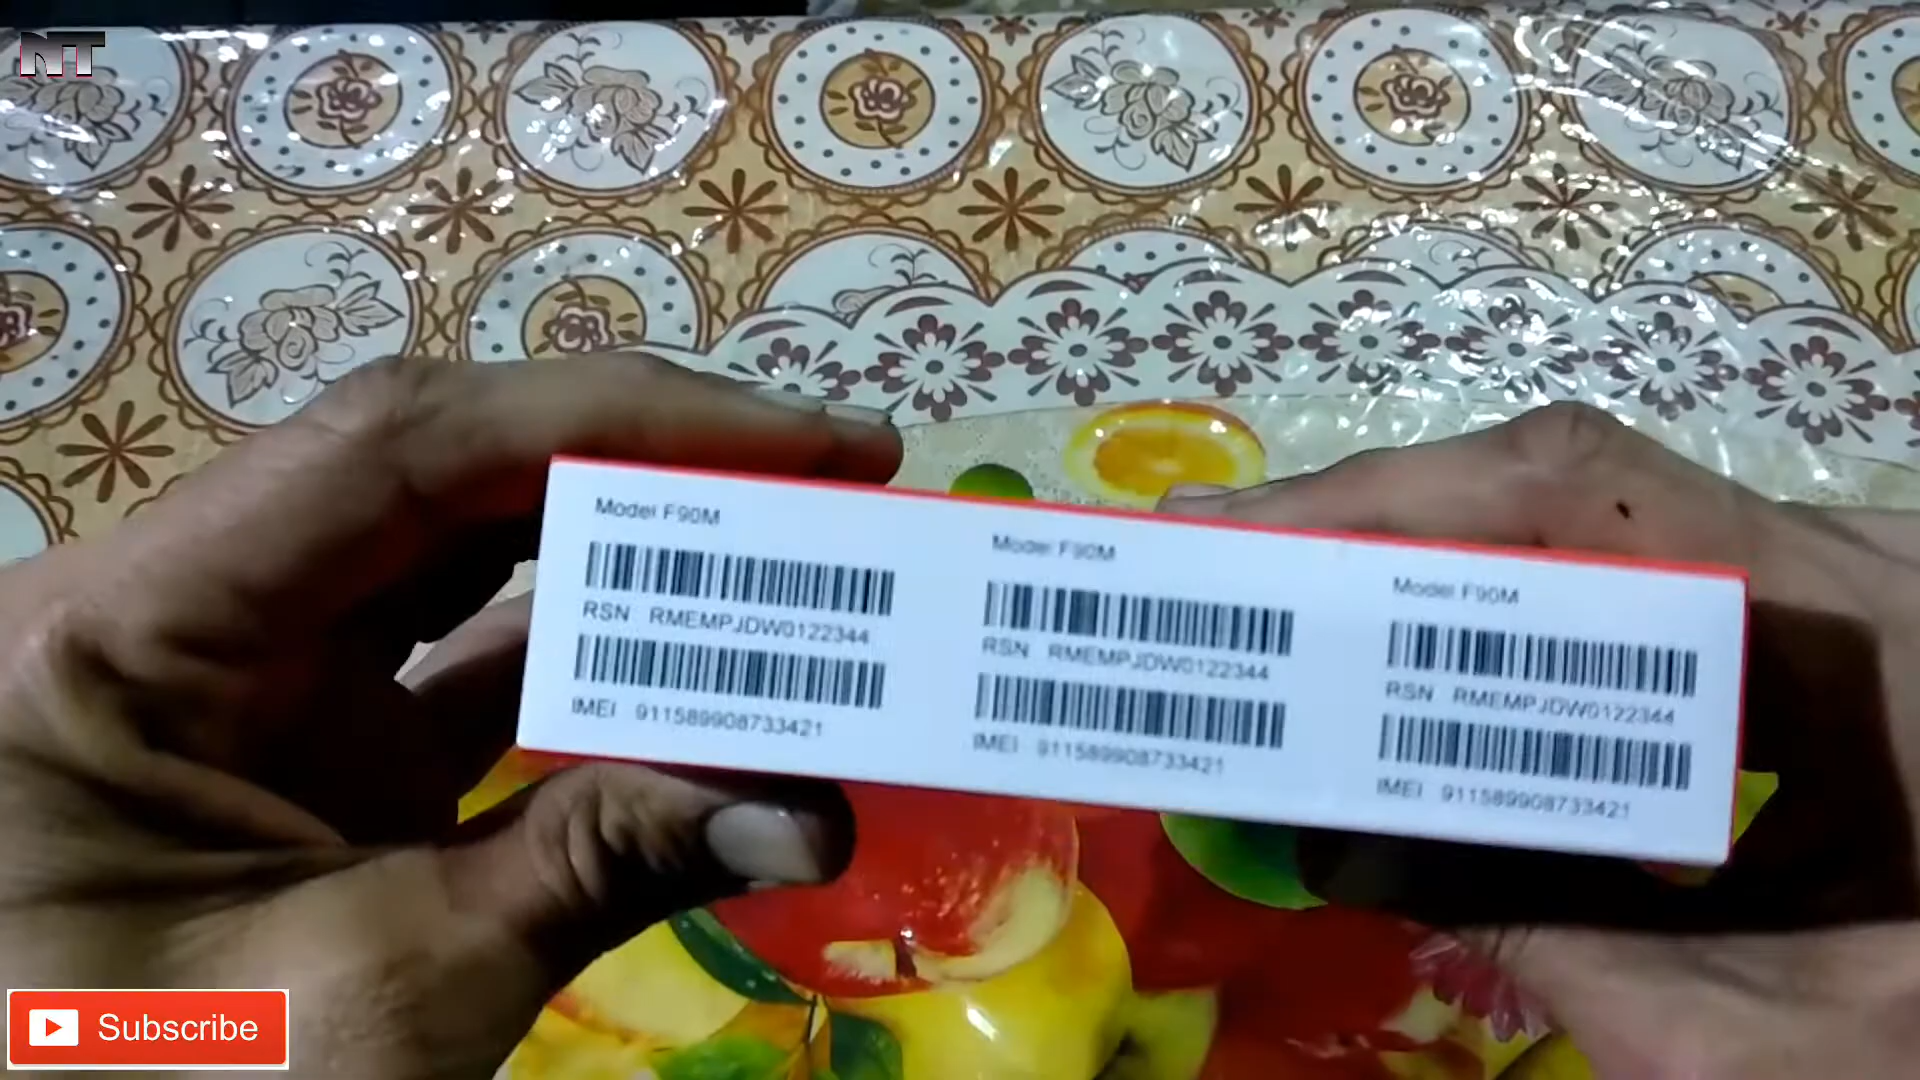 NT
Model F90M
RSN RMEMPJDW0122344
IMEI 911589908733421
Model F90M
RSN RMEMPJDW0122344
IMEI 911589908733421
Model F90M
RSN RMEMPJDW0122344
IMEI 911589908733421
Subscribe